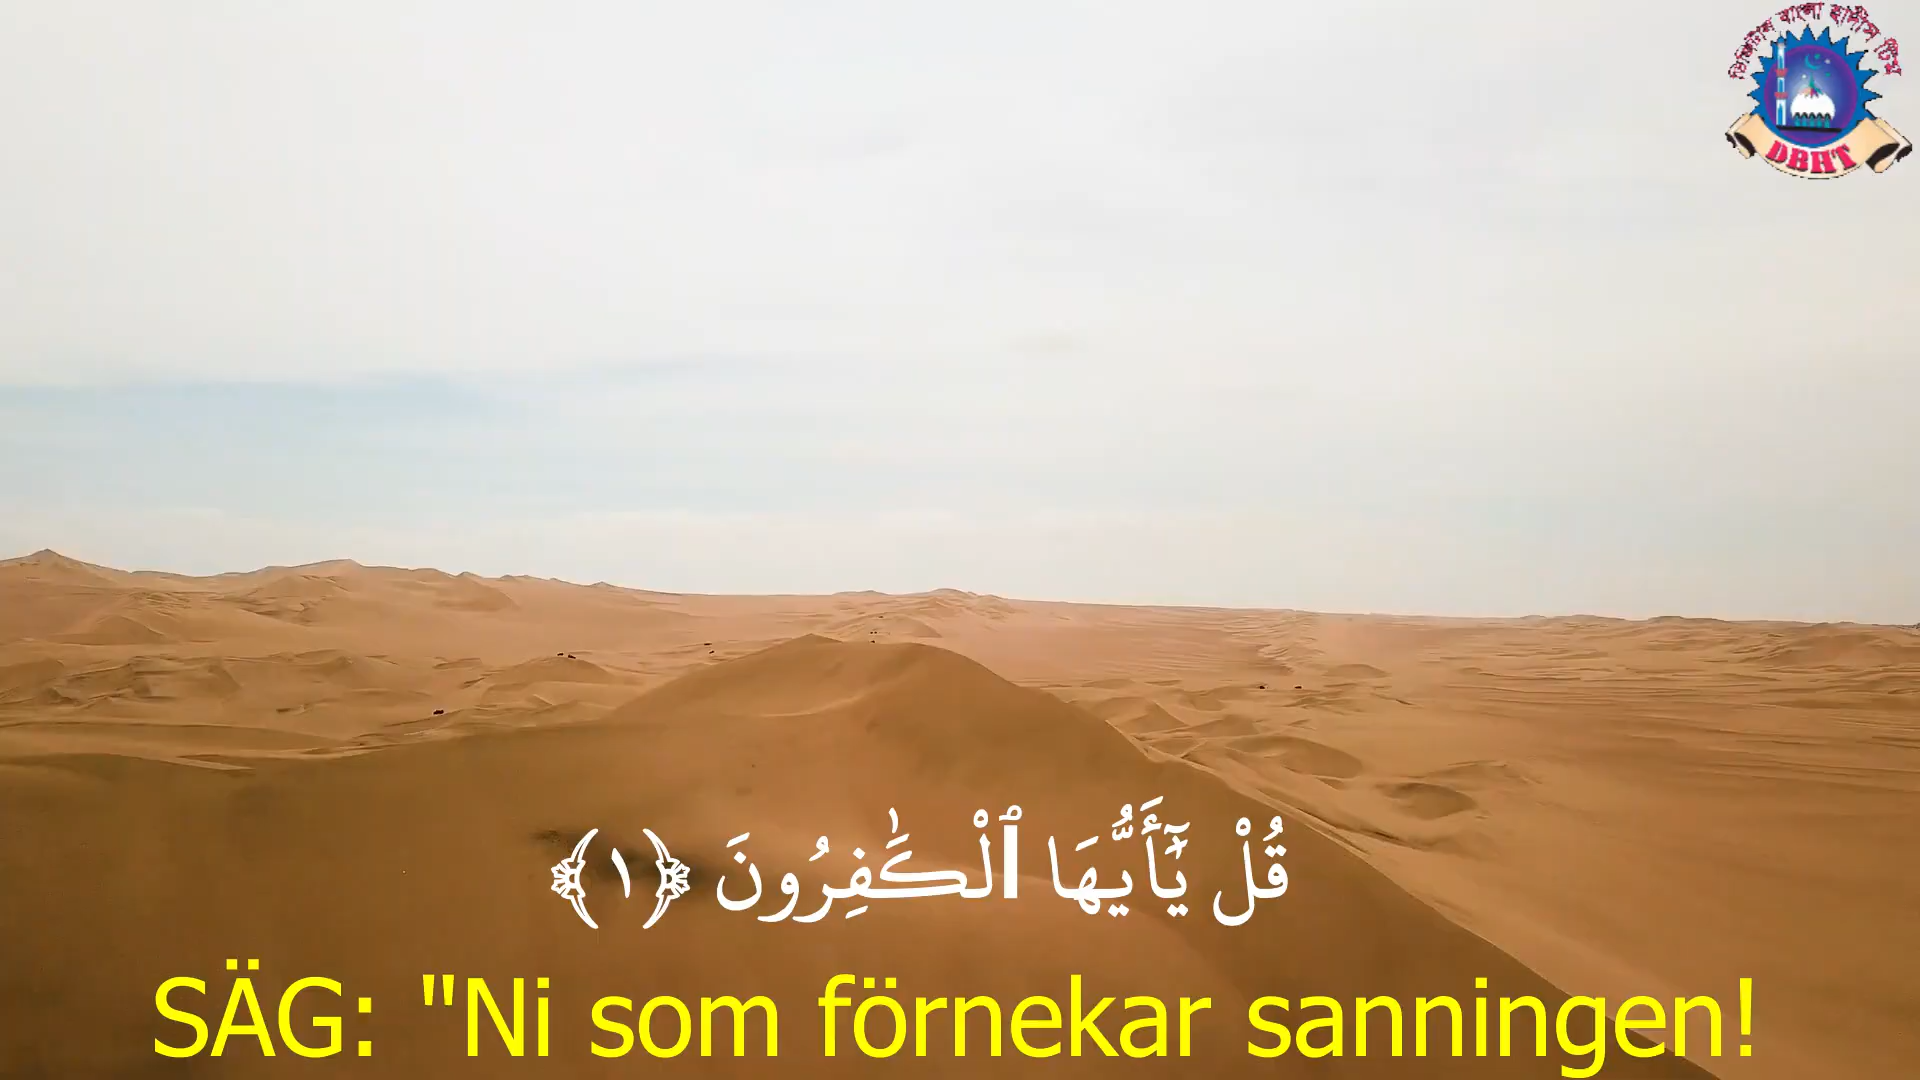 ডিজিটাল বাংলা হাদিস টিম
DBHT
قُلْ يَٰٓأَيُّهَا ٱلْكَٰفِرُونَ ﴿١﴾
SÄG: "Ni som förnekar sanningen!